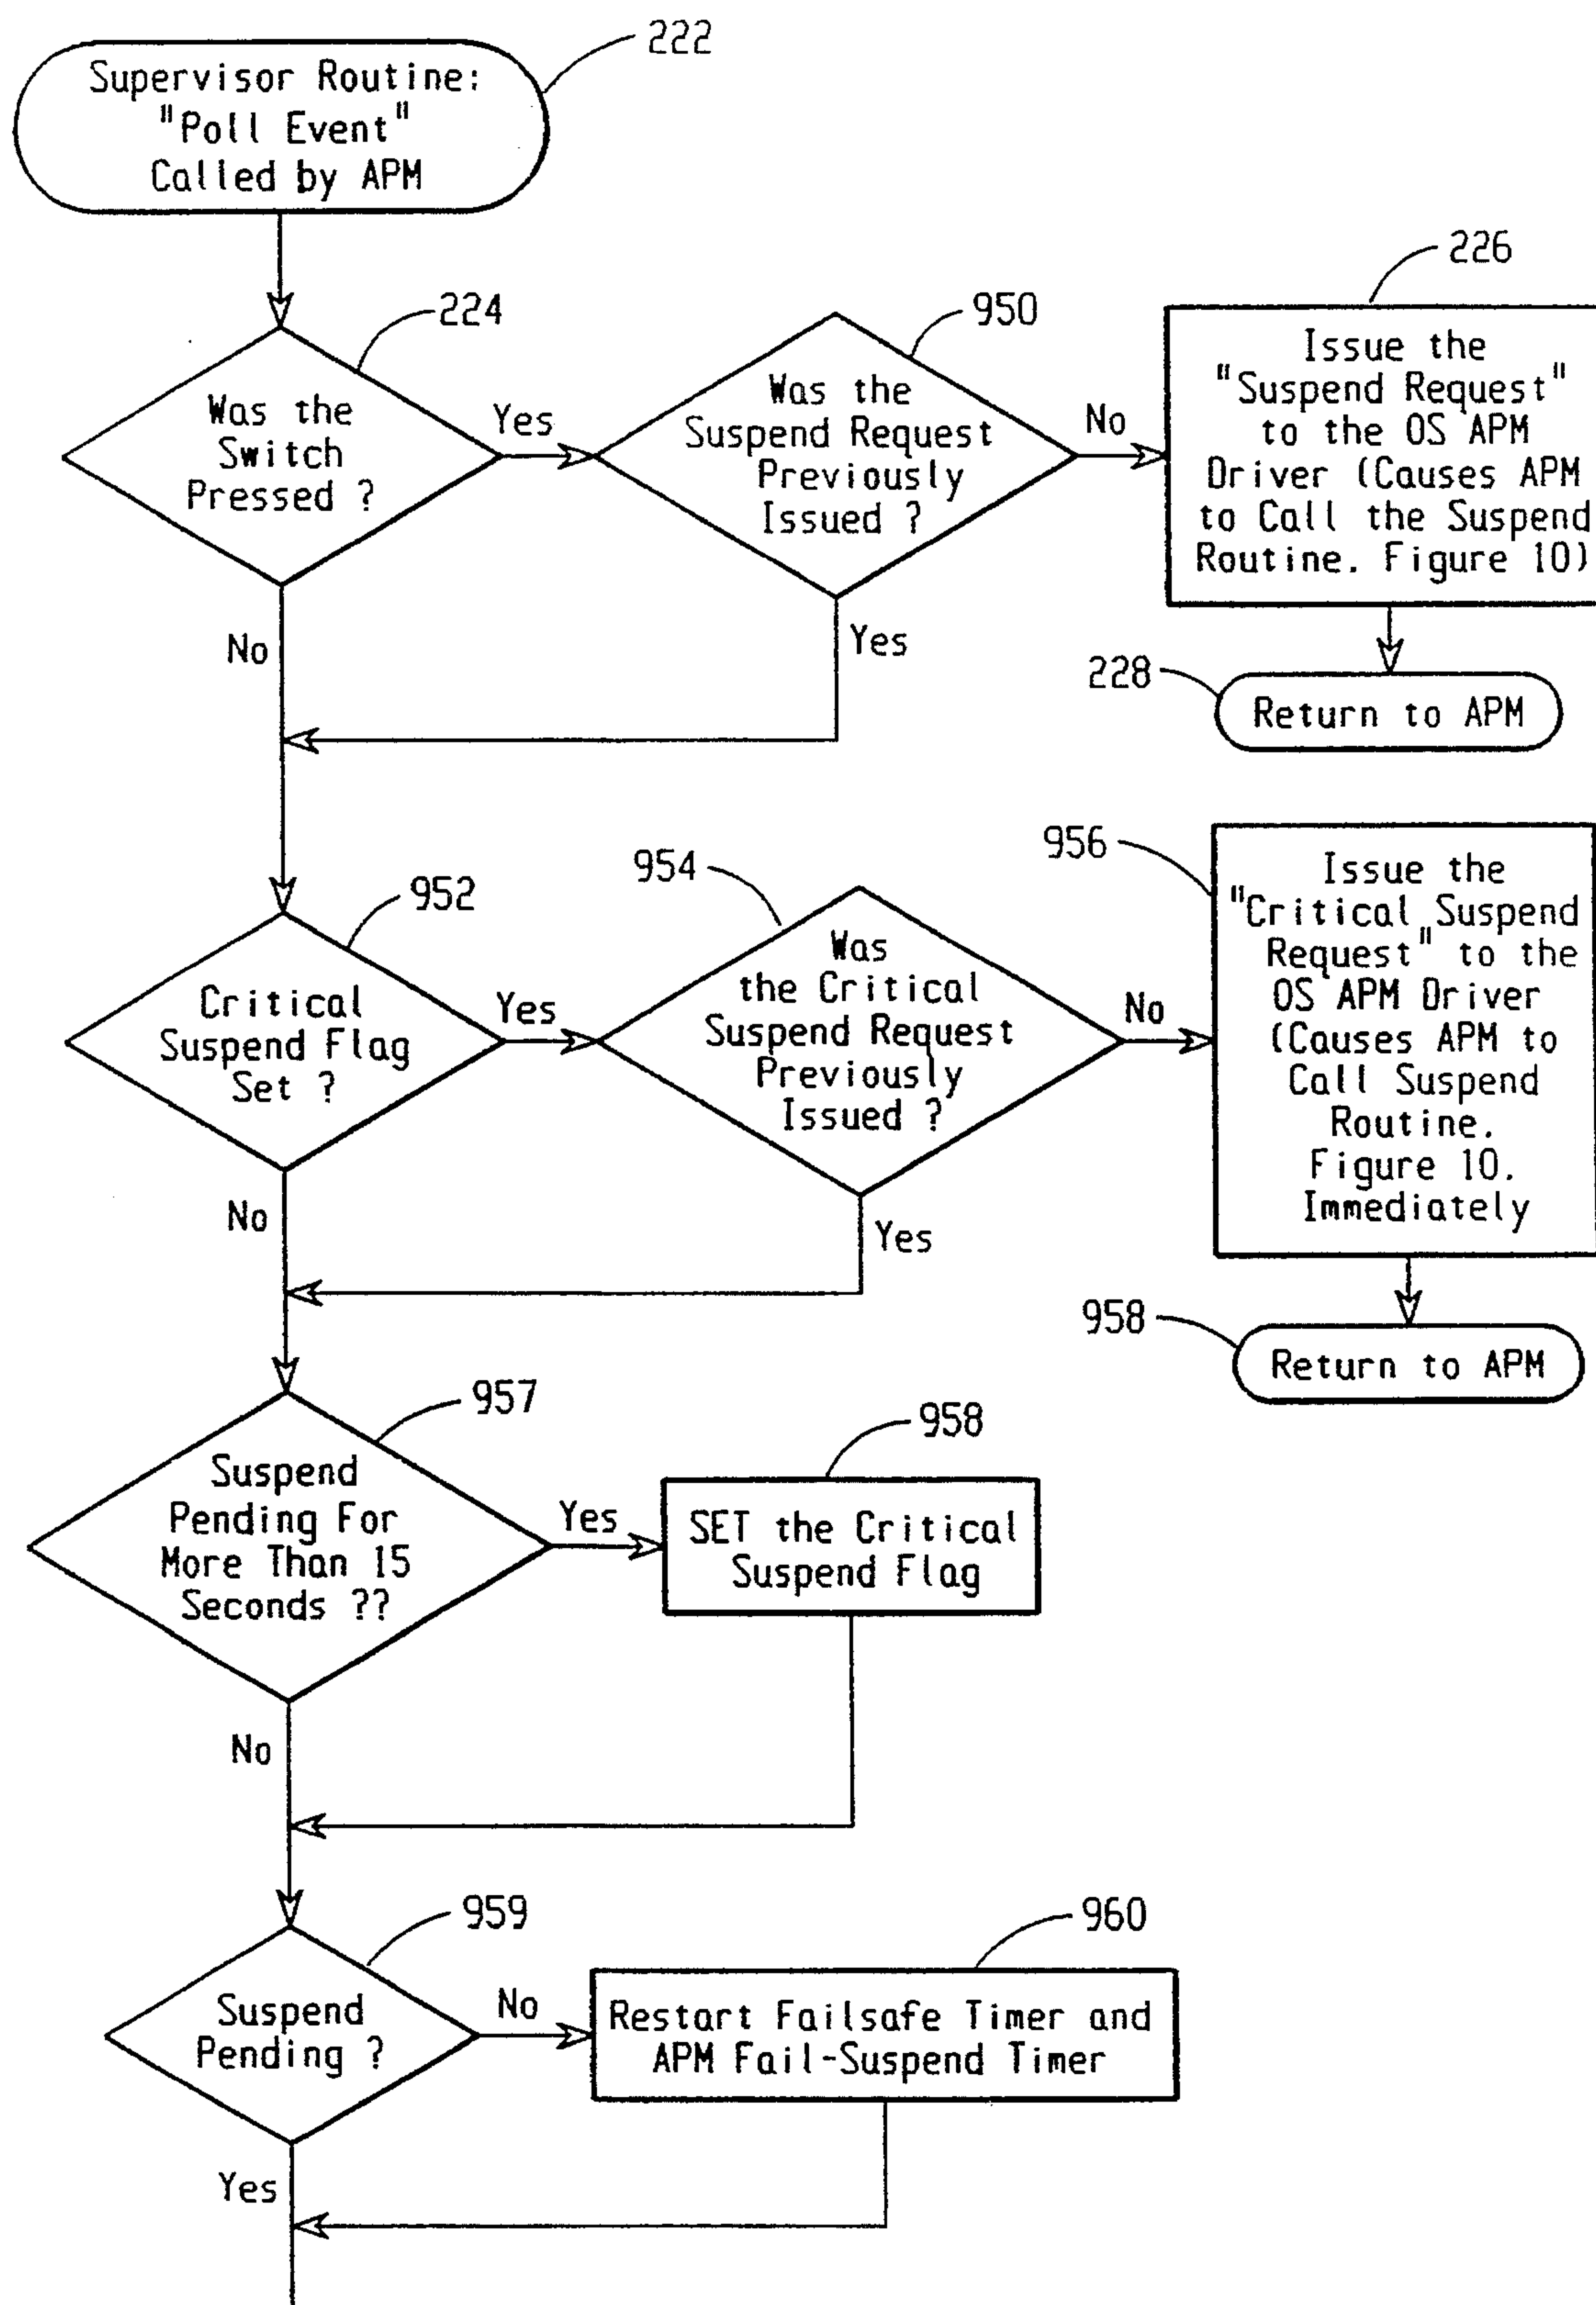 222
Supervisor Routine:
"Poll Event"
Called by APM
224
Was the
Switch
Pressed ?
Yes
No
950
Was the
Suspend Request
Previously
Issued ?
No
Yes
226
Issue the
"Suspend Request"
to the OS APM
Driver (Causes APM
to Call the Suspend
Routine. Figure 10)
228
Return to APM
952
Critical
Suspend Flag
Set ?
Yes
No
954
Was
the Critical
Suspend Request
Previously
Issued ?
No
Yes
956
Issue the
"Critical Suspend
Request" to the
OS APM Driver
(Causes APM to
Call Suspend
Routine.
Figure 10.
Immediately
958
Return to APM
957
Suspend
Pending For
More Than 15
Seconds ??
Yes
No
958
SET the Critical
Suspend Flag
959
Suspend
Pending ?
No
Yes
960
Restart Failsafe Timer and
APM Fail-Suspend Timer